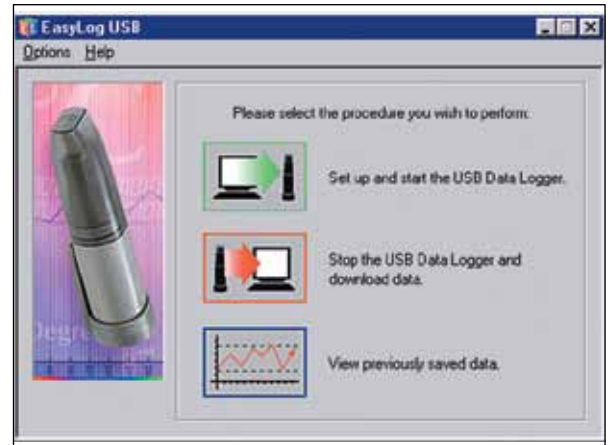 EasyLog USB
Options Help
Please select the procedure you wish to perform:
Set up and start the USB Data Logger.
Stop the USB Data Logger and
download data.
View previously saved data.
Degre